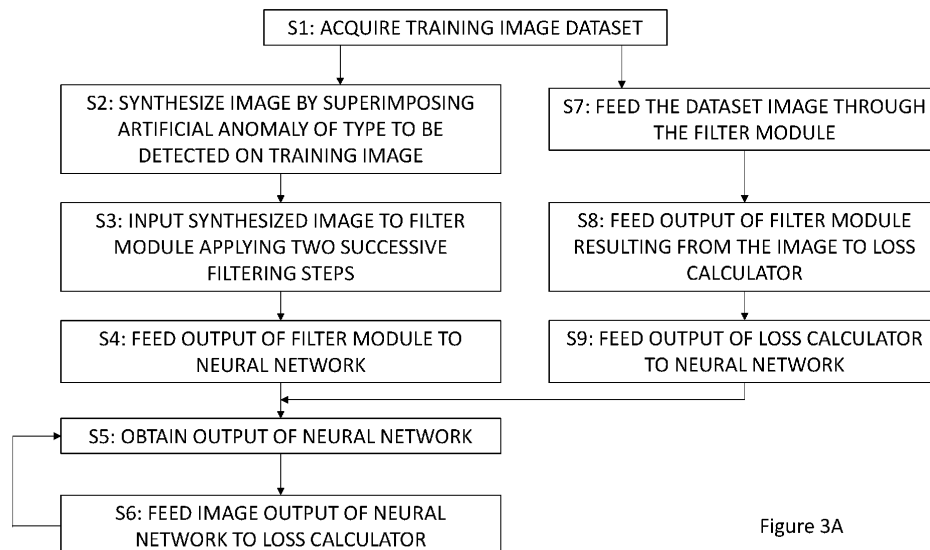 S1: ACQUIRE TRAINING IMAGE DATASET
S2: SYNTHESIZE IMAGE BY SUPERIMPOSING
ARTIFICIAL ANOMALY OF TYPE TO BE
DETECTED ON TRAINING IMAGE
S3: INPUT SYNTHESIZED IMAGE TO FILTER
MODULE APPLYING TWO SUCCESSIVE
FILTERING STEPS
S4: FEED OUTPUT OF FILTER MODULE TO
NEURAL NETWORK
S5: OBTAIN OUTPUT OF NEURAL NETWORK
S6: FEED IMAGE OUTPUT OF NEURAL
NETWORK TO LOSS CALCULATOR
S7: FEED THE DATASET IMAGE THROUGH
THE FILTER MODULE
S8: FEED OUTPUT OF FILTER MODULE
RESULTING FROM THE IMAGE TO LOSS
CALCULATOR
S9: FEED OUTPUT OF LOSS CALCULATOR
TO NEURAL NETWORK
Figure 3A